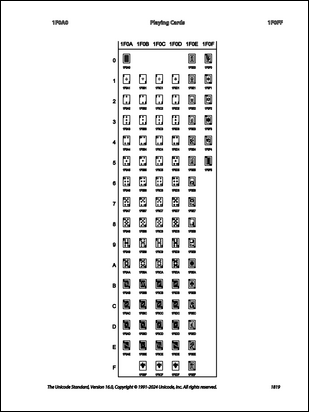 1F0A0 Playing Cards 1F0FF
1F0A 1F0B 1F0C 1F0D 1F0E 1F0F
0
1F0A0 1F0E0 1F0F0
1
1F0A1 1F0B1 1F0C1 1F0D1 1F0E1 1F0F1
2
1F0A2 1F0B2 1F0C2 1F0D2 1F0E2 1F0F2
3
1F0A3 1F0B3 1F0C3 1F0D3 1F0E3 1F0F3
4
1F0A4 1F0B4 1F0C4 1F0D4 1F0E4 1F0F4
5
1F0A5 1F0B5 1F0C5 1F0D5 1F0E5 1F0F5
6
1F0A6 1F0B6 1F0C6 1F0D6 1F0E6
7
1F0A7 1F0B7 1F0C7 1F0D7 1F0E7
8
1F0A8 1F0B8 1F0C8 1F0D8 1F0E8
9
1F0A9 1F0B9 1F0C9 1F0D9 1F0E9
A
1F0AA 1F0BA 1F0CA 1F0DA 1F0EA
B
1F0AB 1F0BB 1F0CB 1F0DB 1F0EB
C
1F0AC 1F0BC 1F0CC 1F0DC 1F0EC
D
1F0AD 1F0BD 1F0CD 1F0DD 1F0ED
E
1F0AE 1F0BE 1F0CE 1F0DE 1F0EE
F
1F0BF 1F0CF 1F0DF 1F0EF
The Unicode Standard, Version 16.0, Copyright © 1991-2024 Unicode, Inc. All rights reserved. 1819